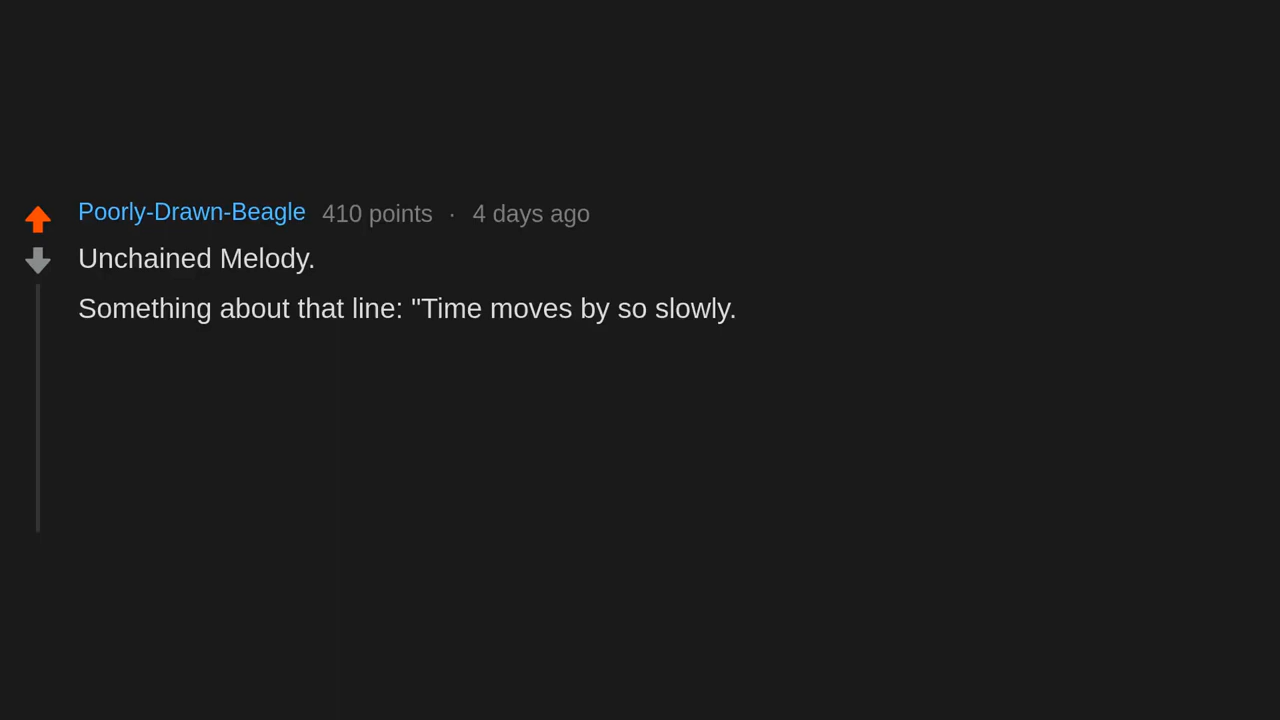 Poorly-Drawn-Beagle 410 points · 4 days ago
Unchained Melody.
Something about that line: "Time moves by so slowly.